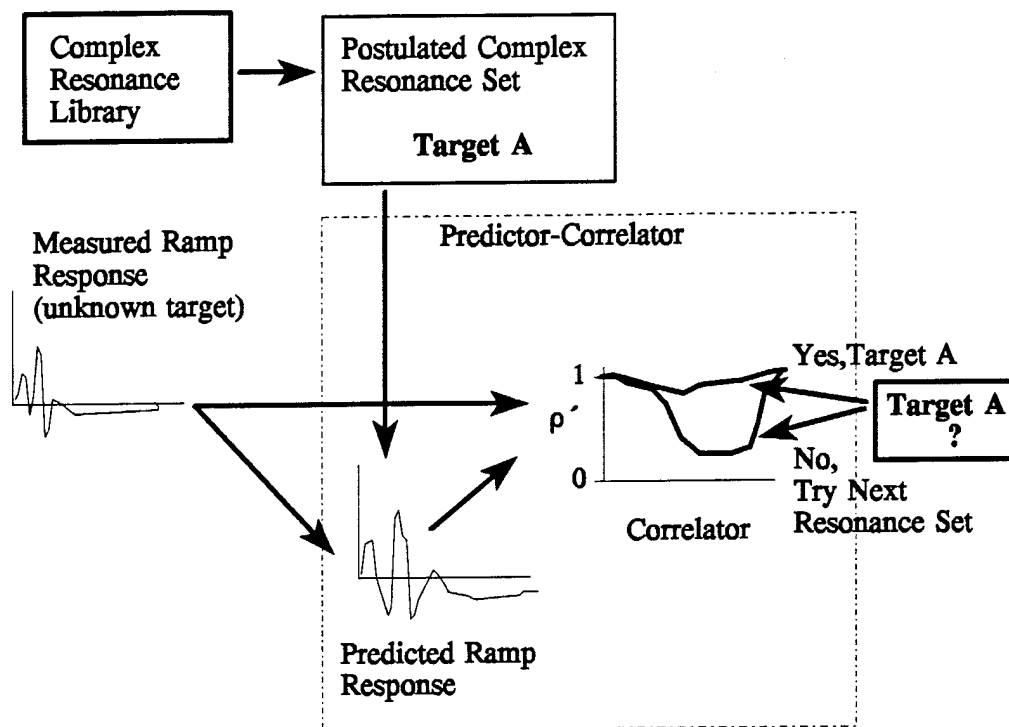 Complex
Resonance
Library
Postulated Complex
Resonance Set
Target A
Measured Ramp
Response
(unknown target)
Predictor-Correlator
1
ρ′
0
Yes,Target A
Target A
?
No,
Try Next
Resonance Set
Correlator
Predicted Ramp
Response